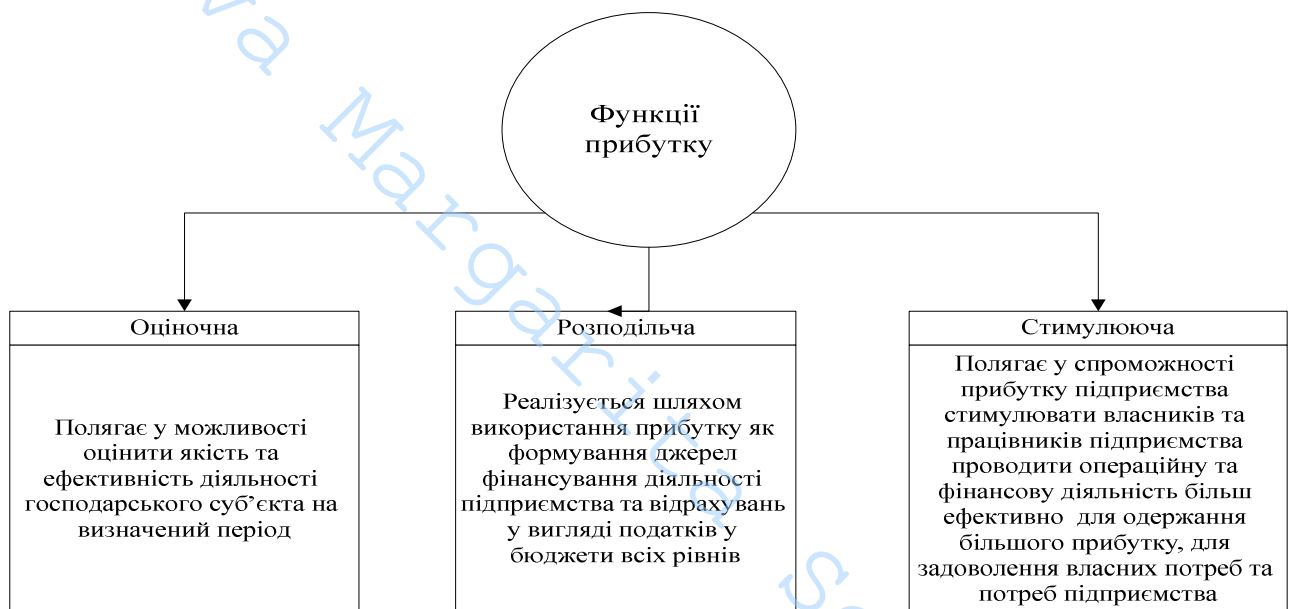 Функції
прибутку
Оціночна
Полягає у можливості
оцінити якість та
ефективність діяльності
господарського суб’єкта на
визначений період
Розподільча
Реалізується шляхом
використання прибутку як
формування джерел
фінансування діяльності
підприємства та відрахувань
у вигляді податків у
бюджети всіх рівнів
Стимулююча
Полягає у спроможності
прибутку підприємства
стимулювати власників та
працівників підприємства
проводити операційну та
фінансову діяльність більш
ефективно для одержання
більшого прибутку, для
задоволення власних потреб та
потреб підприємства
Margarita